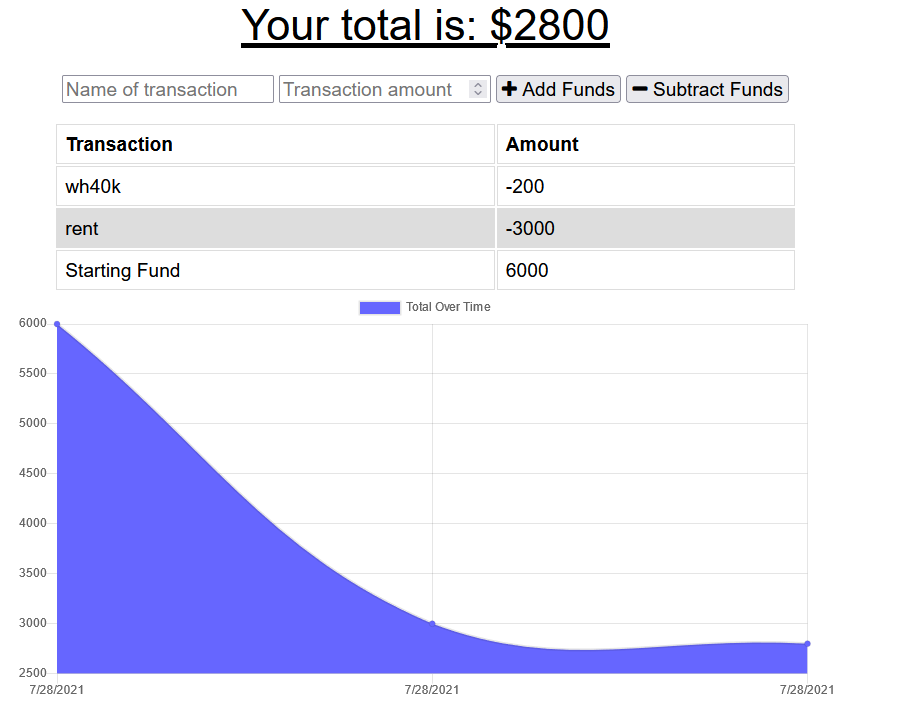 Your total is: $2800
Name of transaction Transaction amount Add Funds Subtract Funds
Transaction Amount
wh40k -200
rent -3000
Starting Fund 6000
Total Over Time
6000
5500
5000
4500
4000
3500
3000
2500
7/28/2021 7/28/2021 7/28/2021